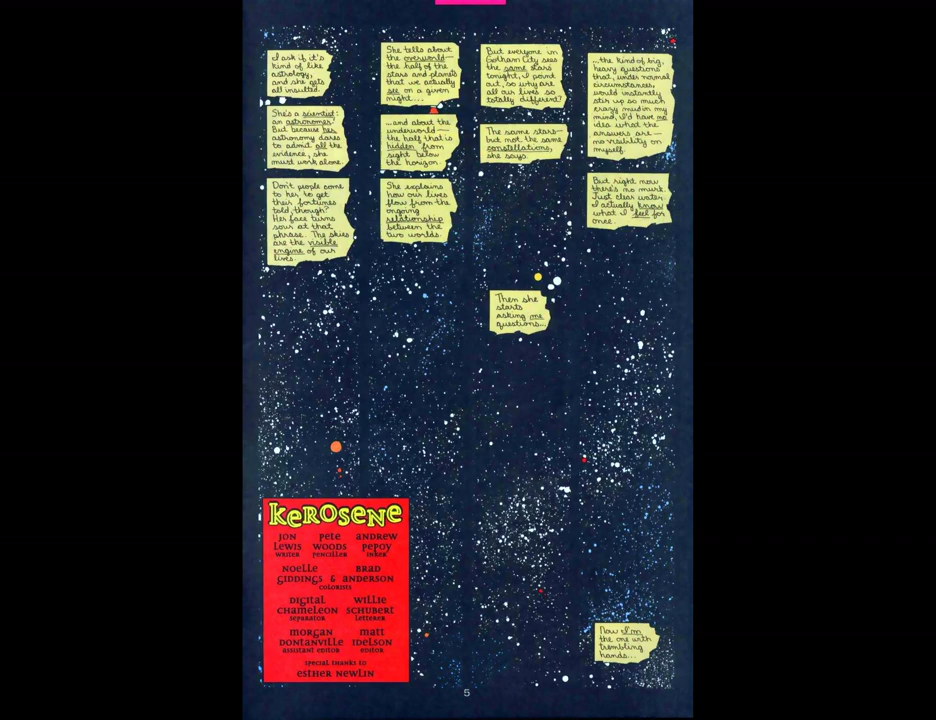 I ask if it's
kind of like
astrology,
and she gets
all insulted.
She's a scientist:
an astronomer.
But because her
astronomy dares
to admit all the
evidence, she
must work alone.
Don't people come
to her to get
their fortunes
told, though?
Her face turns
sour at that
phrase. The skies
are the visible
engine of our
lives.
She tells about
the overworld—
the half of the
stars and planets
that we actually
see on a given
night...
...and about the
underworld—
the half that is
hidden from
sight below
the horizon.
She explains
how our lives
flow from the
ongoing
relationship
between the
two worlds.
But everyone in
Gotham City sees
the same stars
tonight, I point
out, so why are
all our lives so
totally different?
The same stars—
but not the same
constellations,
she says.
Then she
starts
asking me
questions...
...the kind of big,
heavy questions
that, under normal
circumstances,
would instantly
stir up so much
crazy mud in my
mind, I'd have no
idea what the
answers are—
no visibility on
myself.
But right now
there's no murk.
Just clear water.
I actually know
what I feel for
once.
Now I'm
the one with
trembling
hands...
KEROSENE
JON PETE ANDREW
LEWIS WOODS PEPOY
WRITER PENCILLER INKER
NOELLE BRAD
GIDDINGS & ANDERSON
COLORISTS
DIGITAL WILLIE
CHAMELEON SCHUBERT
SEPARATOR LETTERER
MORGAN MATT
DONTANVILLE IDELSON
ASSISTANT EDITOR EDITOR
SPECIAL THANKS TO
ESTHER NEWLIN
5